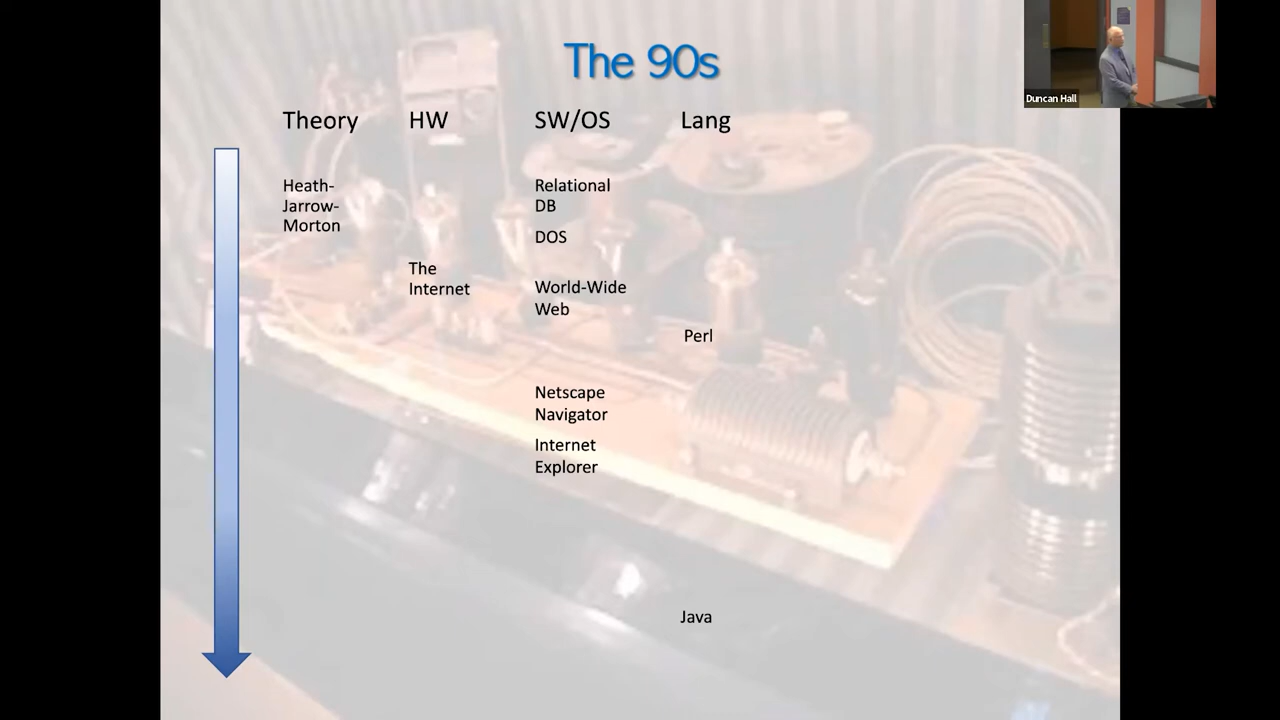 The 90s
Duncan Hall
Theory
HW
SW/OS
Lang
Heath-
Jarrow-
Morton
Relational
DB
DOS
The
Internet
World-Wide
Web
Perl
Netscape
Navigator
Internet
Explorer
Java